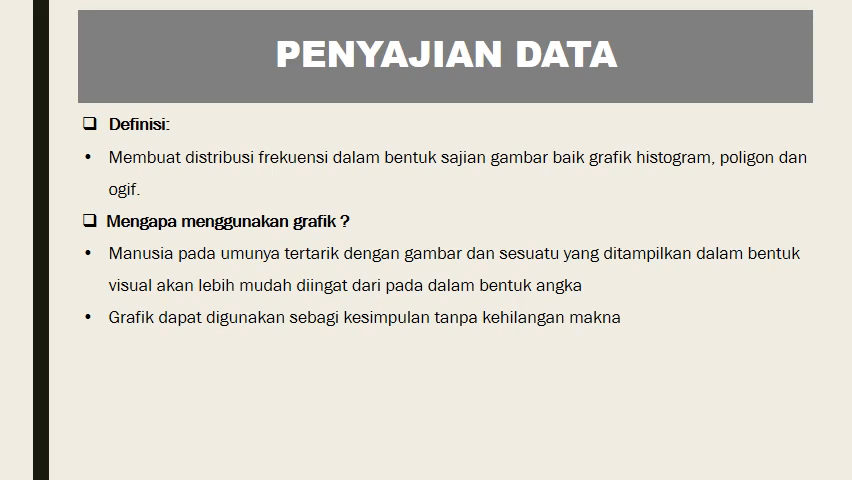 PENYAJIAN DATA
❑ Definisi:
• Membuat distribusi frekuensi dalam bentuk sajian gambar baik grafik histogram, poligon dan
ogif.
❑ Mengapa menggunakan grafik ?
• Manusia pada umunya tertarik dengan gambar dan sesuatu yang ditampilkan dalam bentuk
visual akan lebih mudah diingat dari pada dalam bentuk angka
• Grafik dapat digunakan sebagi kesimpulan tanpa kehilangan makna